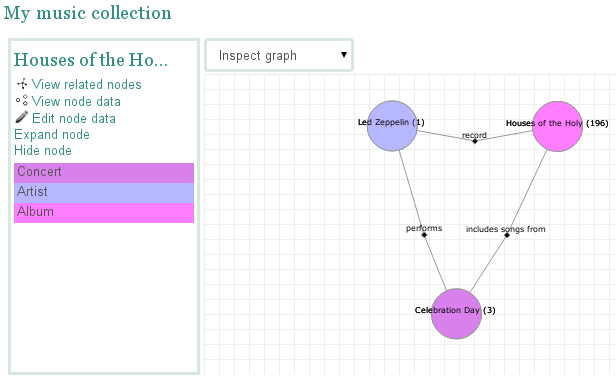 My music collection
Houses of the Ho...
View related nodes
View node data
Edit node data
Expand node
Hide node
Concert
Artist
Album
Inspect graph
Led Zeppelin (1)
Houses of the Holy (196)
record
performs
includes songs from
Celebration Day (3)